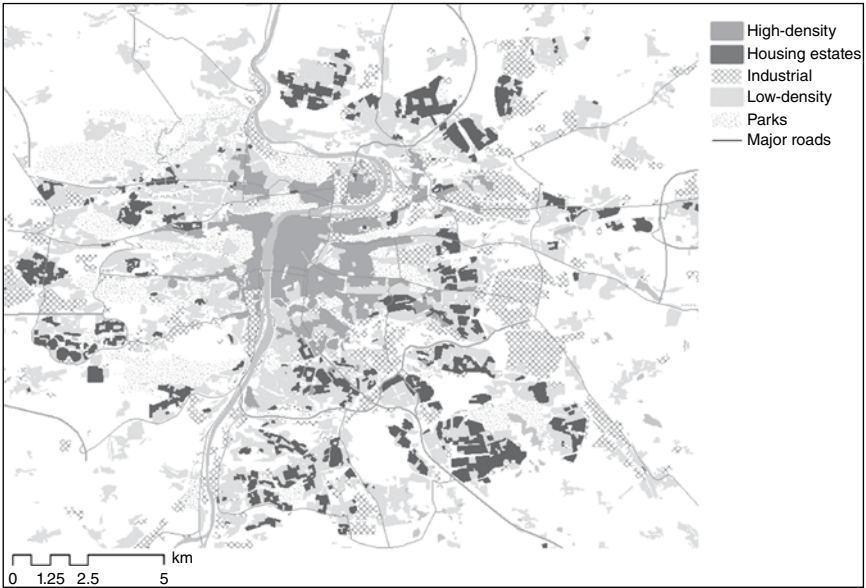 High-density
Housing estates
Industrial
Low-density
Parks
Major roads
km
0 1.25 2.5 5